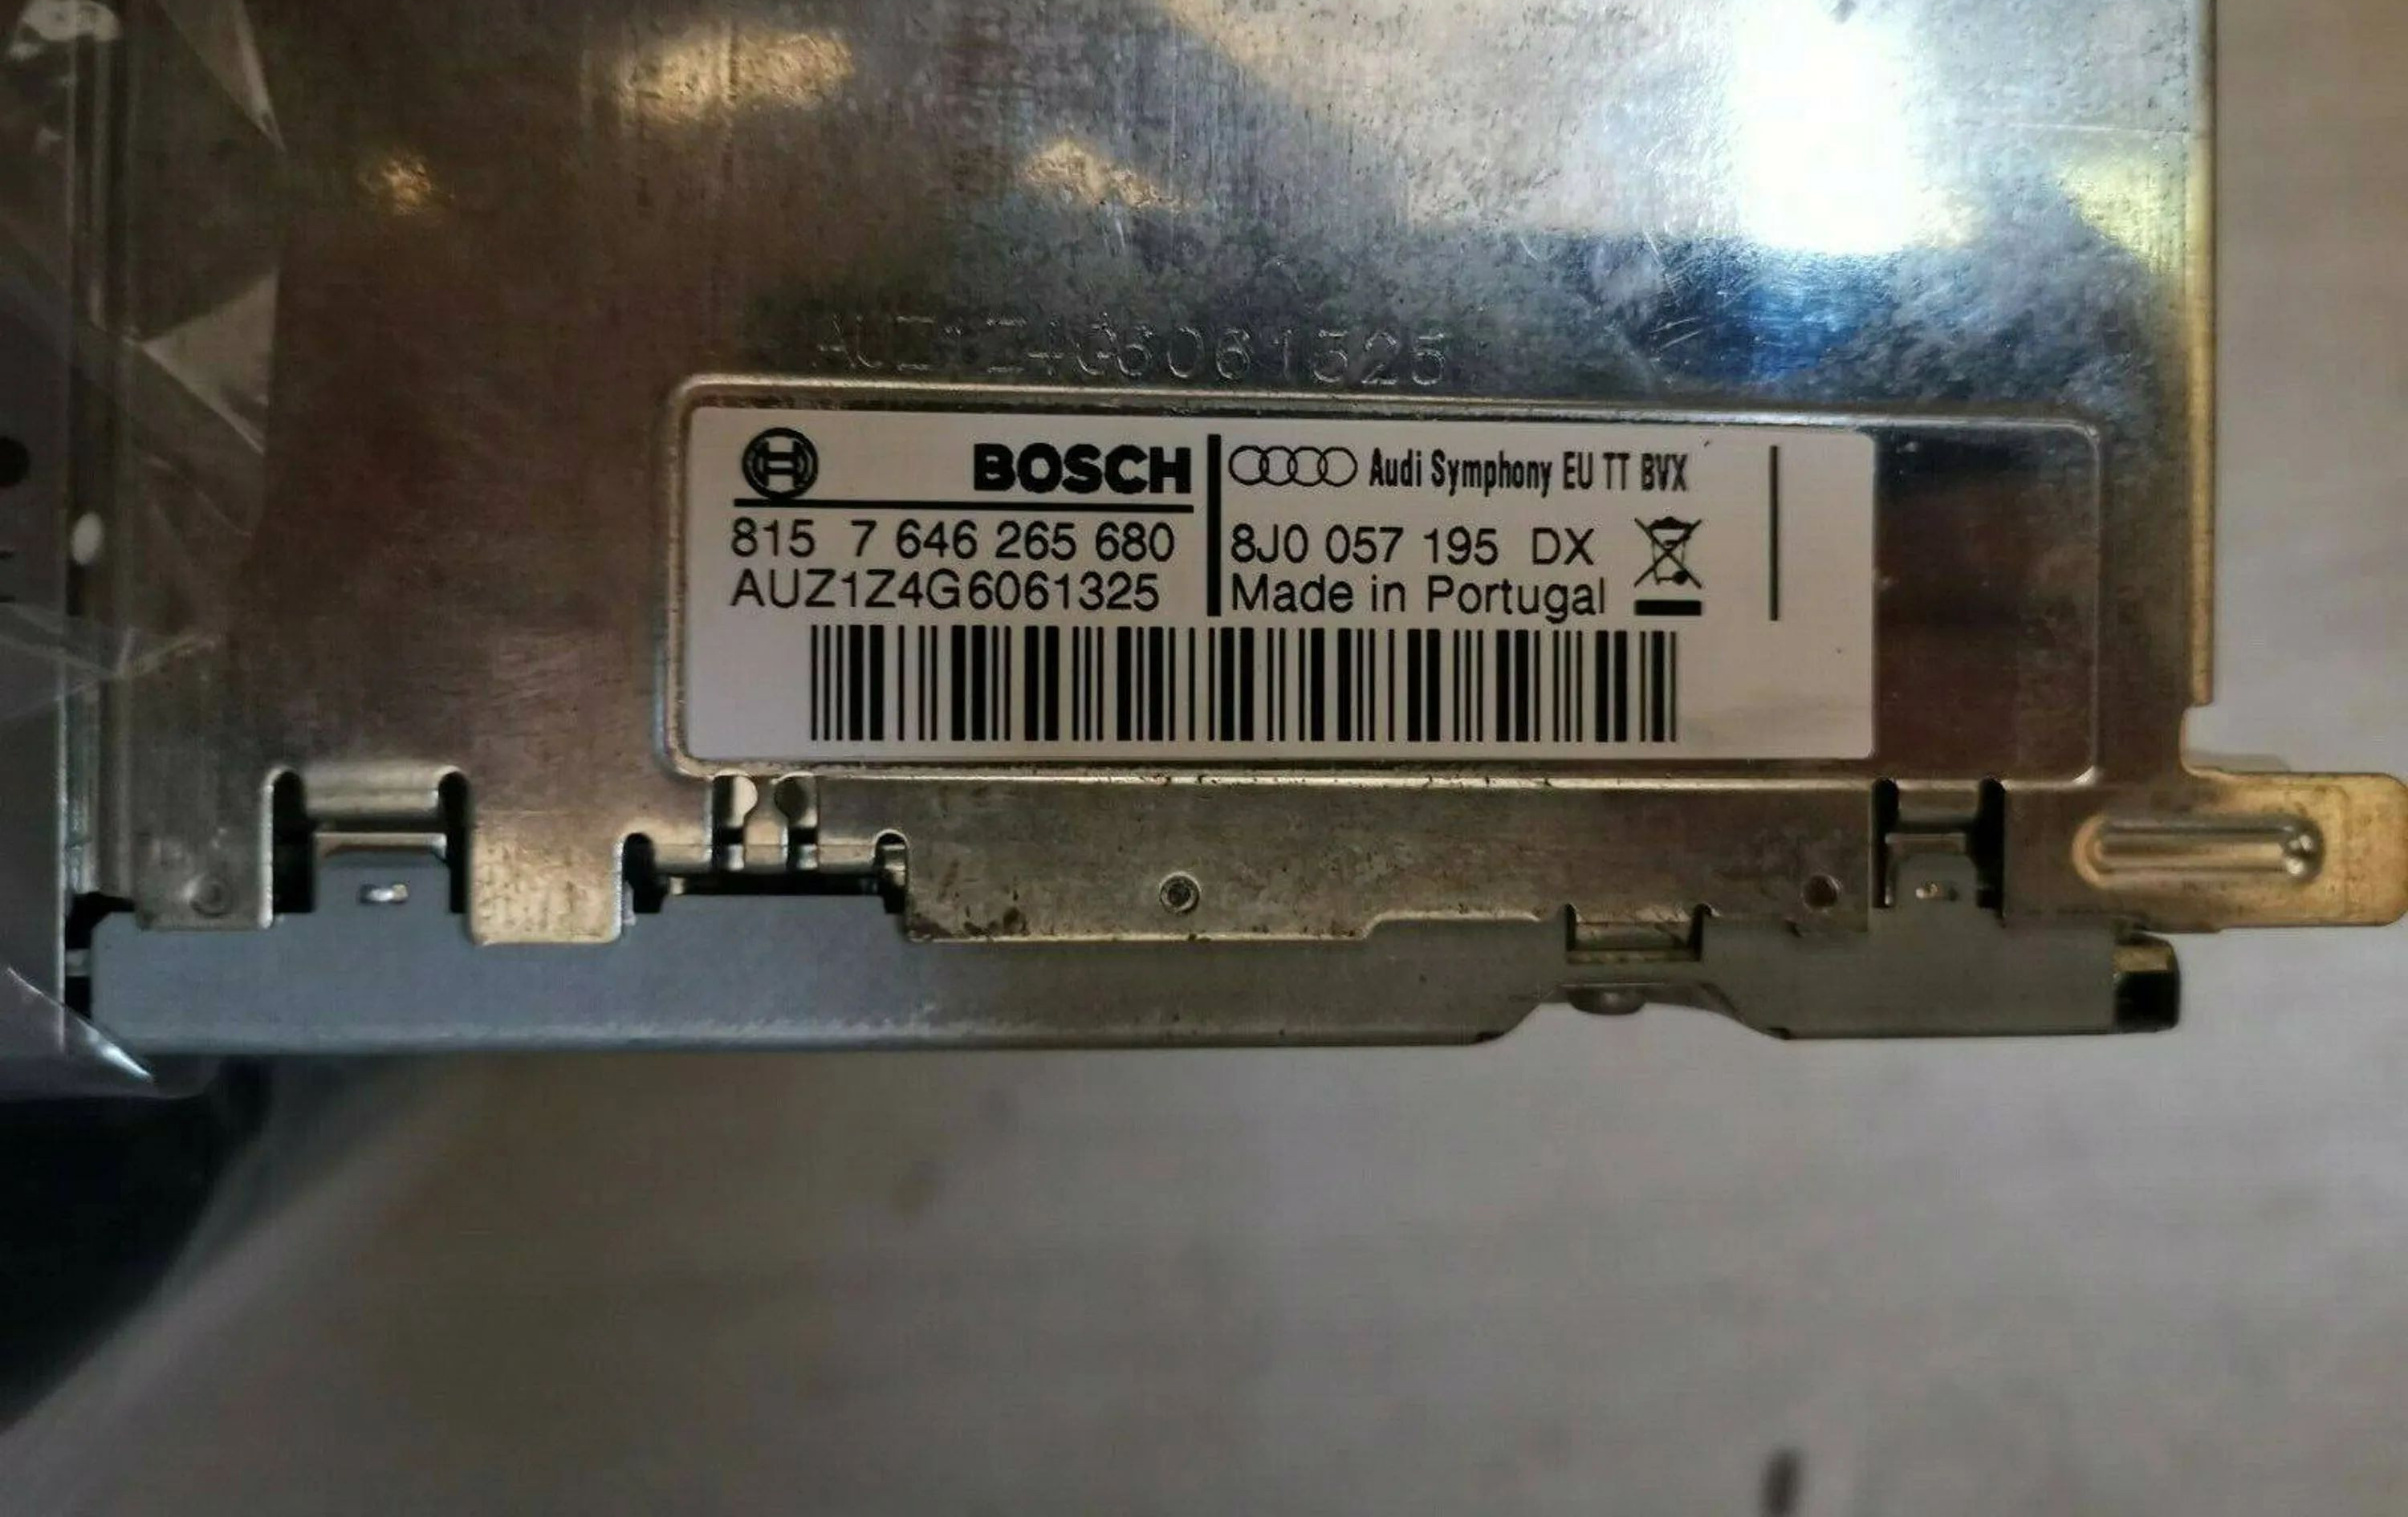 AUZ1Z4G6061325
BOSCH
Audi Symphony EU TT BVX
815 7 646 265 680
8J0 057 195 DX
AUZ1Z4G6061325
Made in Portugal